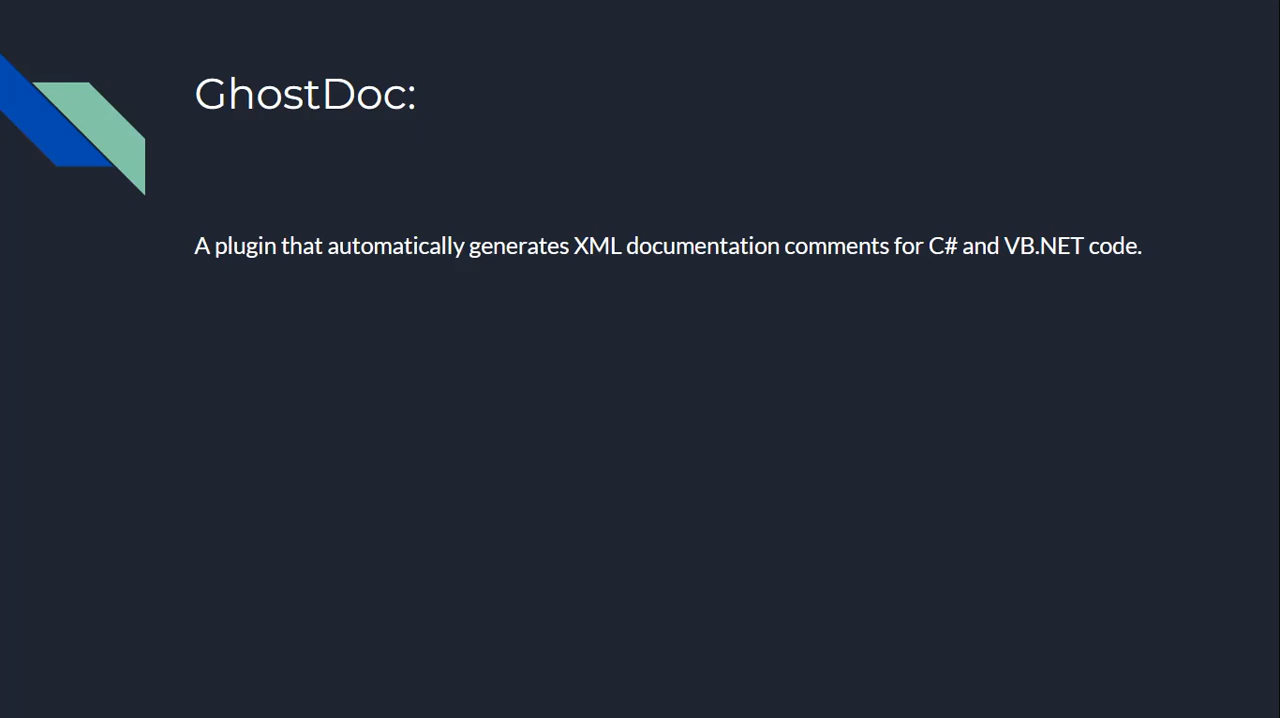 GhostDoc:
A plugin that automatically generates XML documentation comments for C# and VB.NET code.